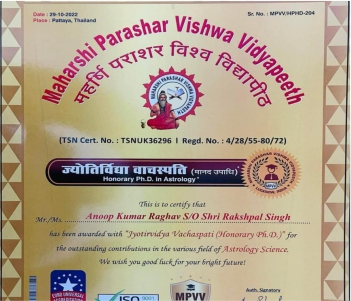 Date : 29-10-2022
Sr. No. : MPVV/HPHD-264
Place : Pattaya, Thailand
Maharshi Parashar Vishwa Vidyapeeth
महर्षि पराशर विश्व विद्यापीठ
(TSN Cert. No. : TSNUK36296 I Regd. No. : 4/28/55-80/72)
ज्योतिर्विद्या वाचस्पति (मानद उपाधि)
Honorary Ph.D. in Astrology
This is to certify that
Mr./Ms. Anoop Kumar Raghav S/O Shri Rakshpal Singh
has been awarded with "Jyotirvidya Vachaspati (Honorary Ph.D.)" for
the outstanding contributions in the various field of Astrology Science.
We wish you good luck for your bright future!
Auth. Signatory
ISO 9001
MPVV